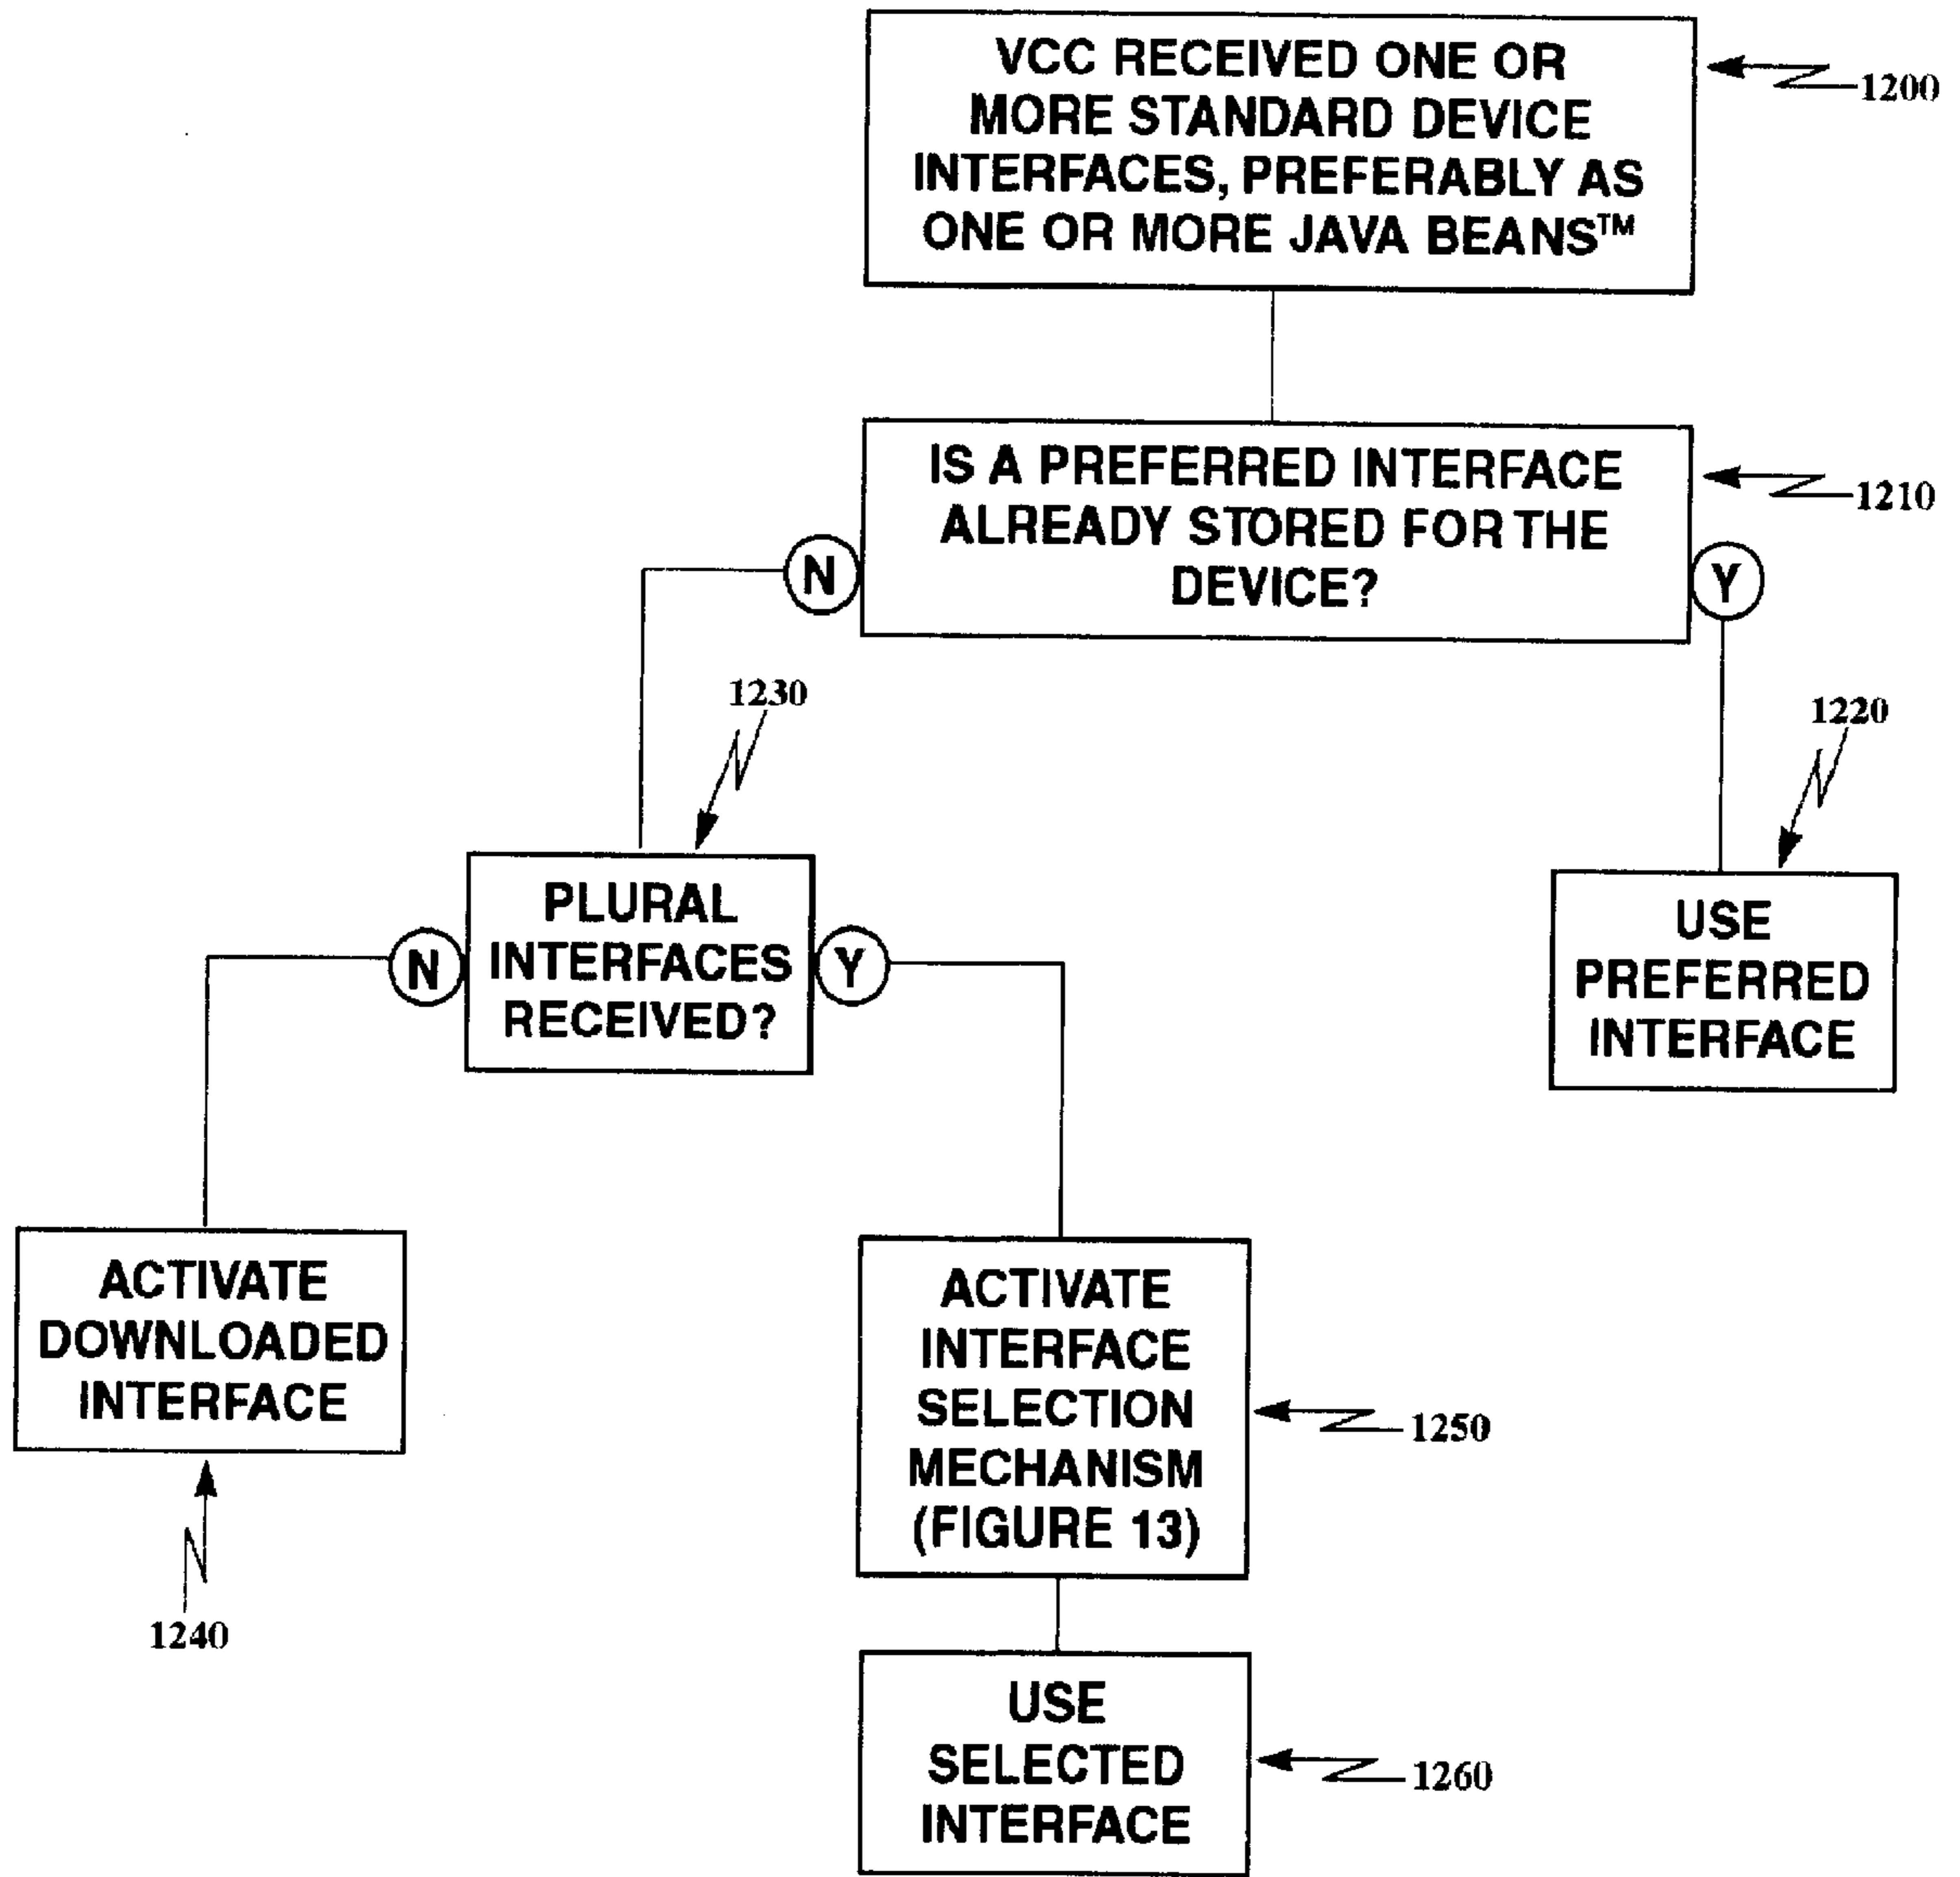 VCC RECEIVED ONE OR
MORE STANDARD DEVICE
INTERFACES, PREFERABLY AS
ONE OR MORE JAVA BEANS™
1200
IS A PREFERRED INTERFACE
ALREADY STORED FOR THE
DEVICE?
1210
N
Y
1230
1220
PLURAL
INTERFACES
RECEIVED?
N
Y
USE
PREFERRED
INTERFACE
ACTIVATE
DOWNLOADED
INTERFACE
1240
ACTIVATE
INTERFACE
SELECTION
MECHANISM
(FIGURE 13)
1250
USE
SELECTED
INTERFACE
1260